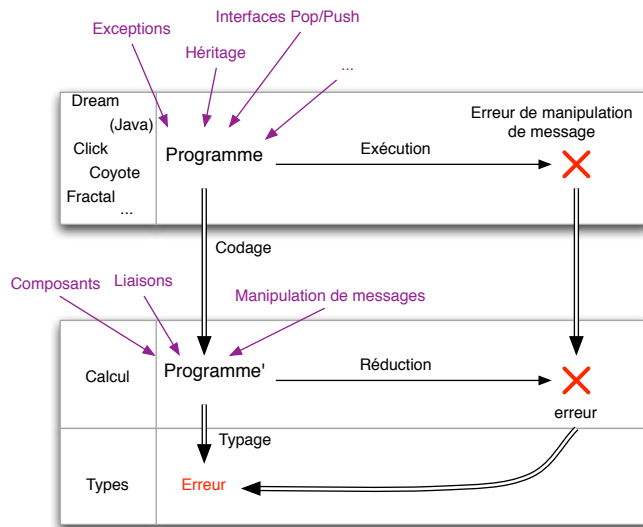 Interfaces Pop/Push
Exceptions
Héritage
...
Dream
(Java)
Click
Coyote
Fractal
...
Programme
Exécution
Erreur de manipulation
de message
Codage
Composants
Liaisons
Manipulation de messages
Calcul
Programme'
Réduction
erreur
Typage
Types
Erreur